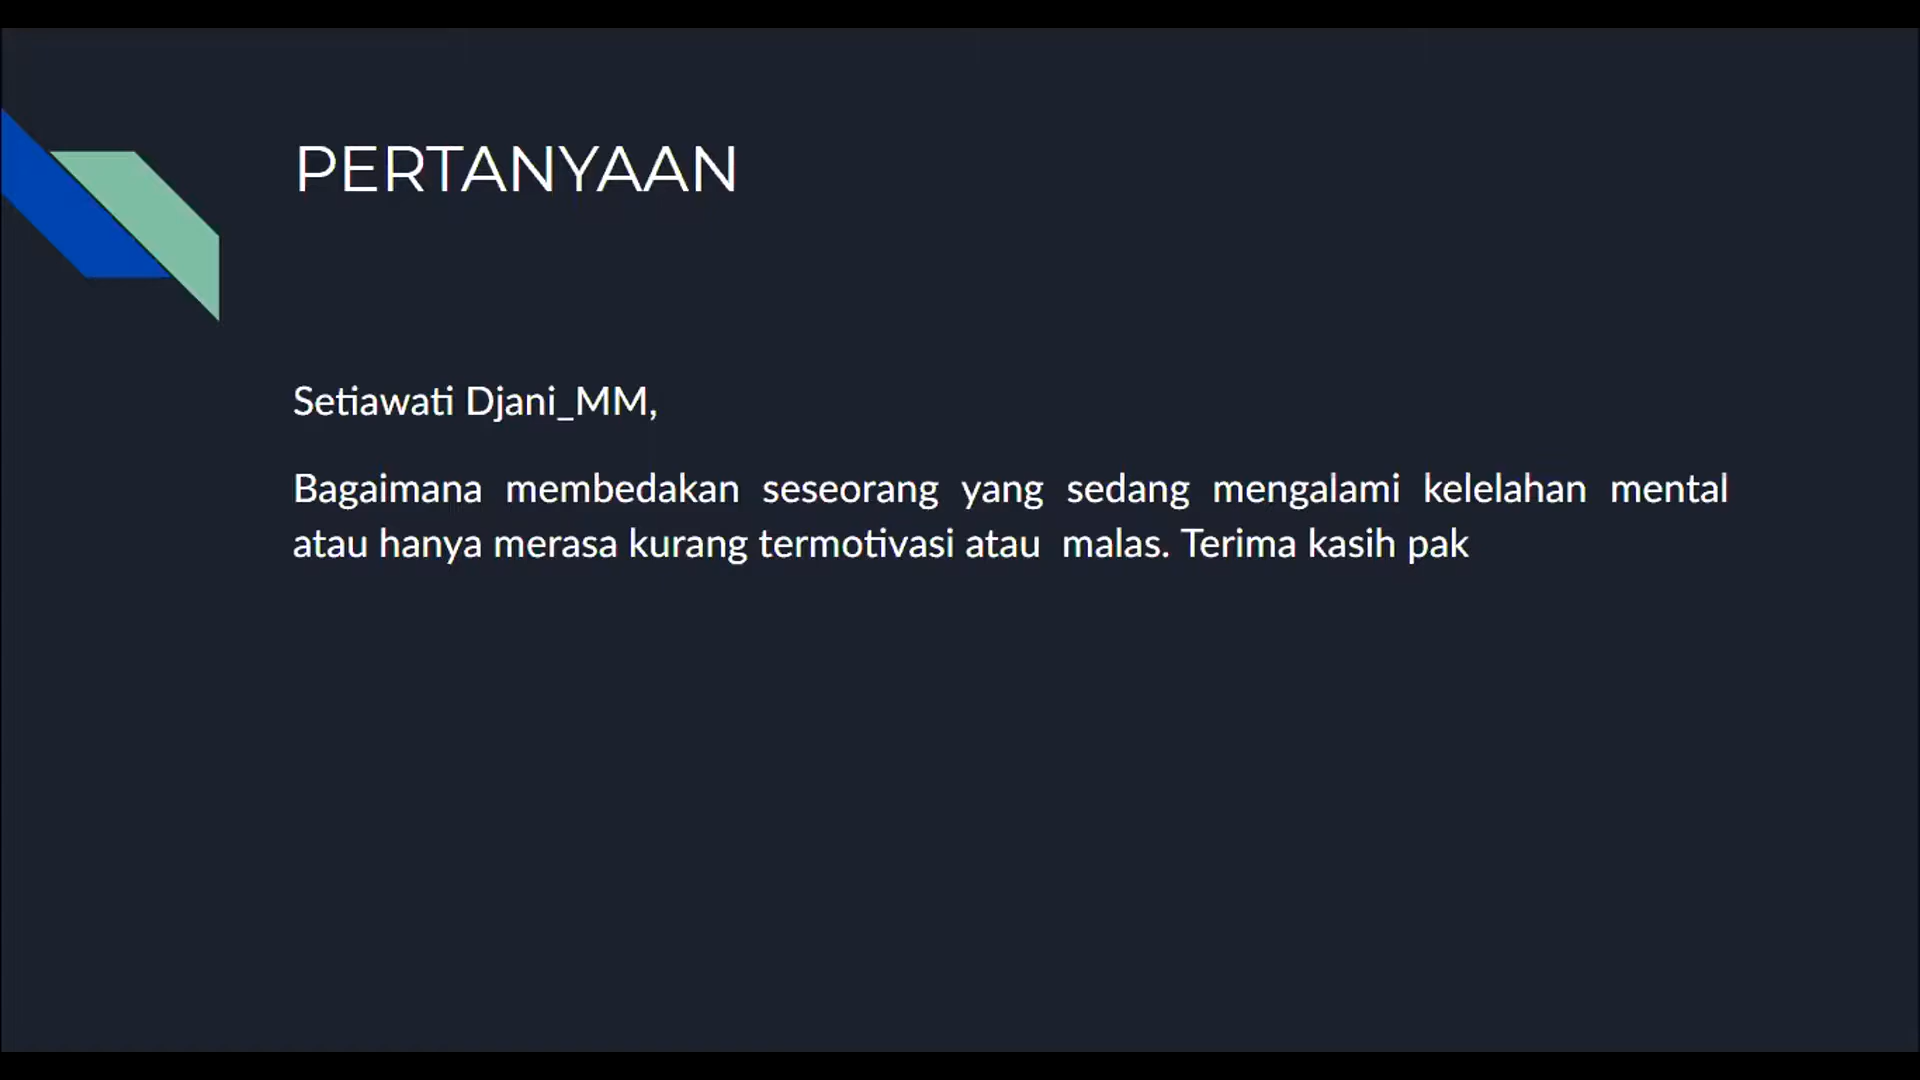 PERTANYAAN
Setiawati Djani_MM,
Bagaimana membedakan seseorang yang sedang mengalami kelelahan mental
atau hanya merasa kurang termotivasi atau  malas. Terima kasih pak